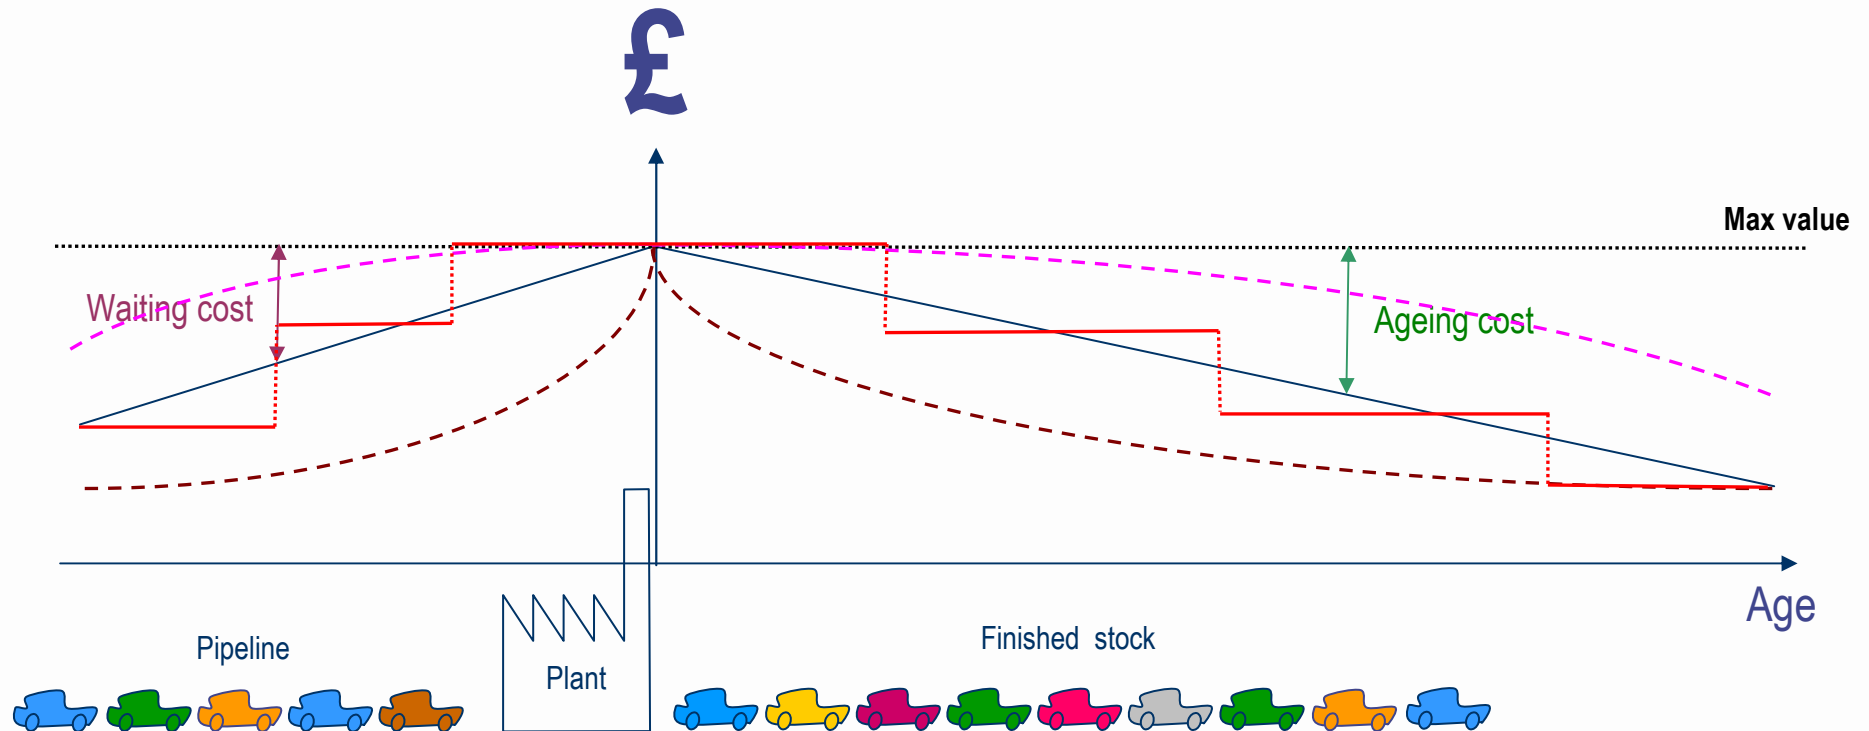 £
Max value
Waiting cost
Ageing cost
Age
Pipeline
Finished stock
Plant